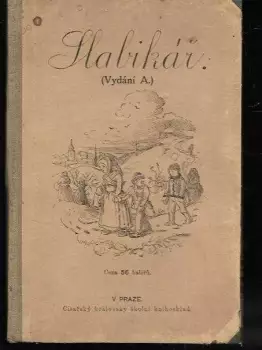 Slabikář.
(Vydání A.)
Cena 56 haléřů.
V PRAZE.
Císařský královský školní knihosklad.